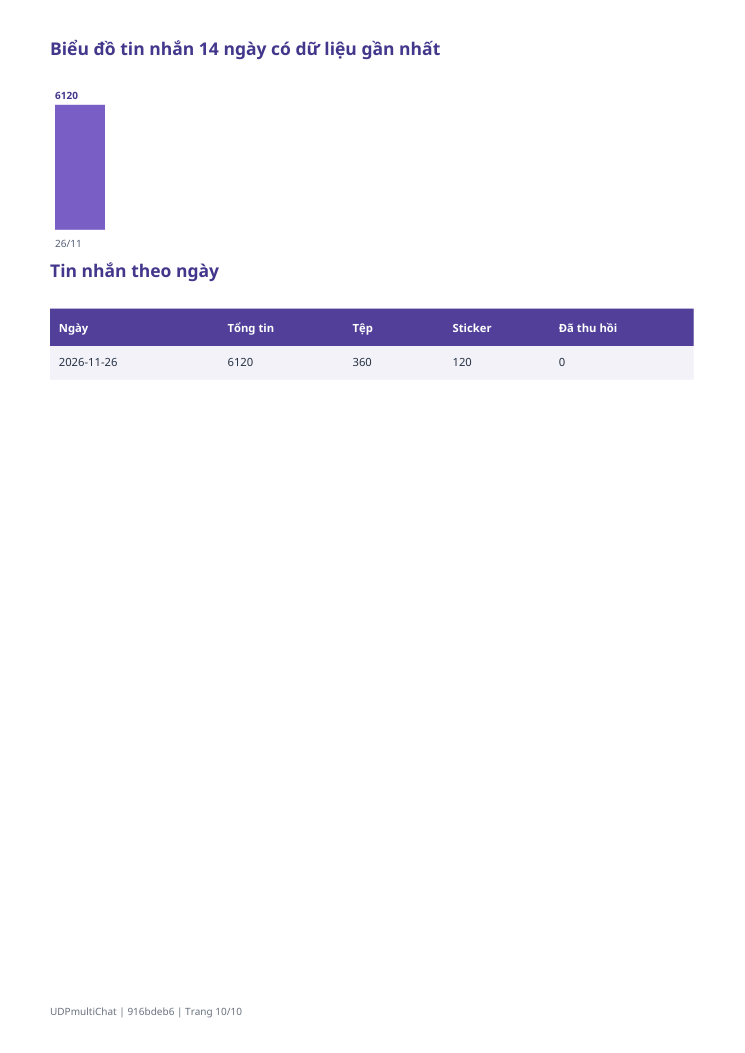 Biểu đồ tin nhắn 14 ngày có dữ liệu gần nhất
6120
26/11
Tin nhắn theo ngày
Ngày Tổng tin Tệp Sticker Đã thu hồi
2026-11-26 6120 360 120 0
UDPmultiChat | 916bdeb6 | Trang 10/10